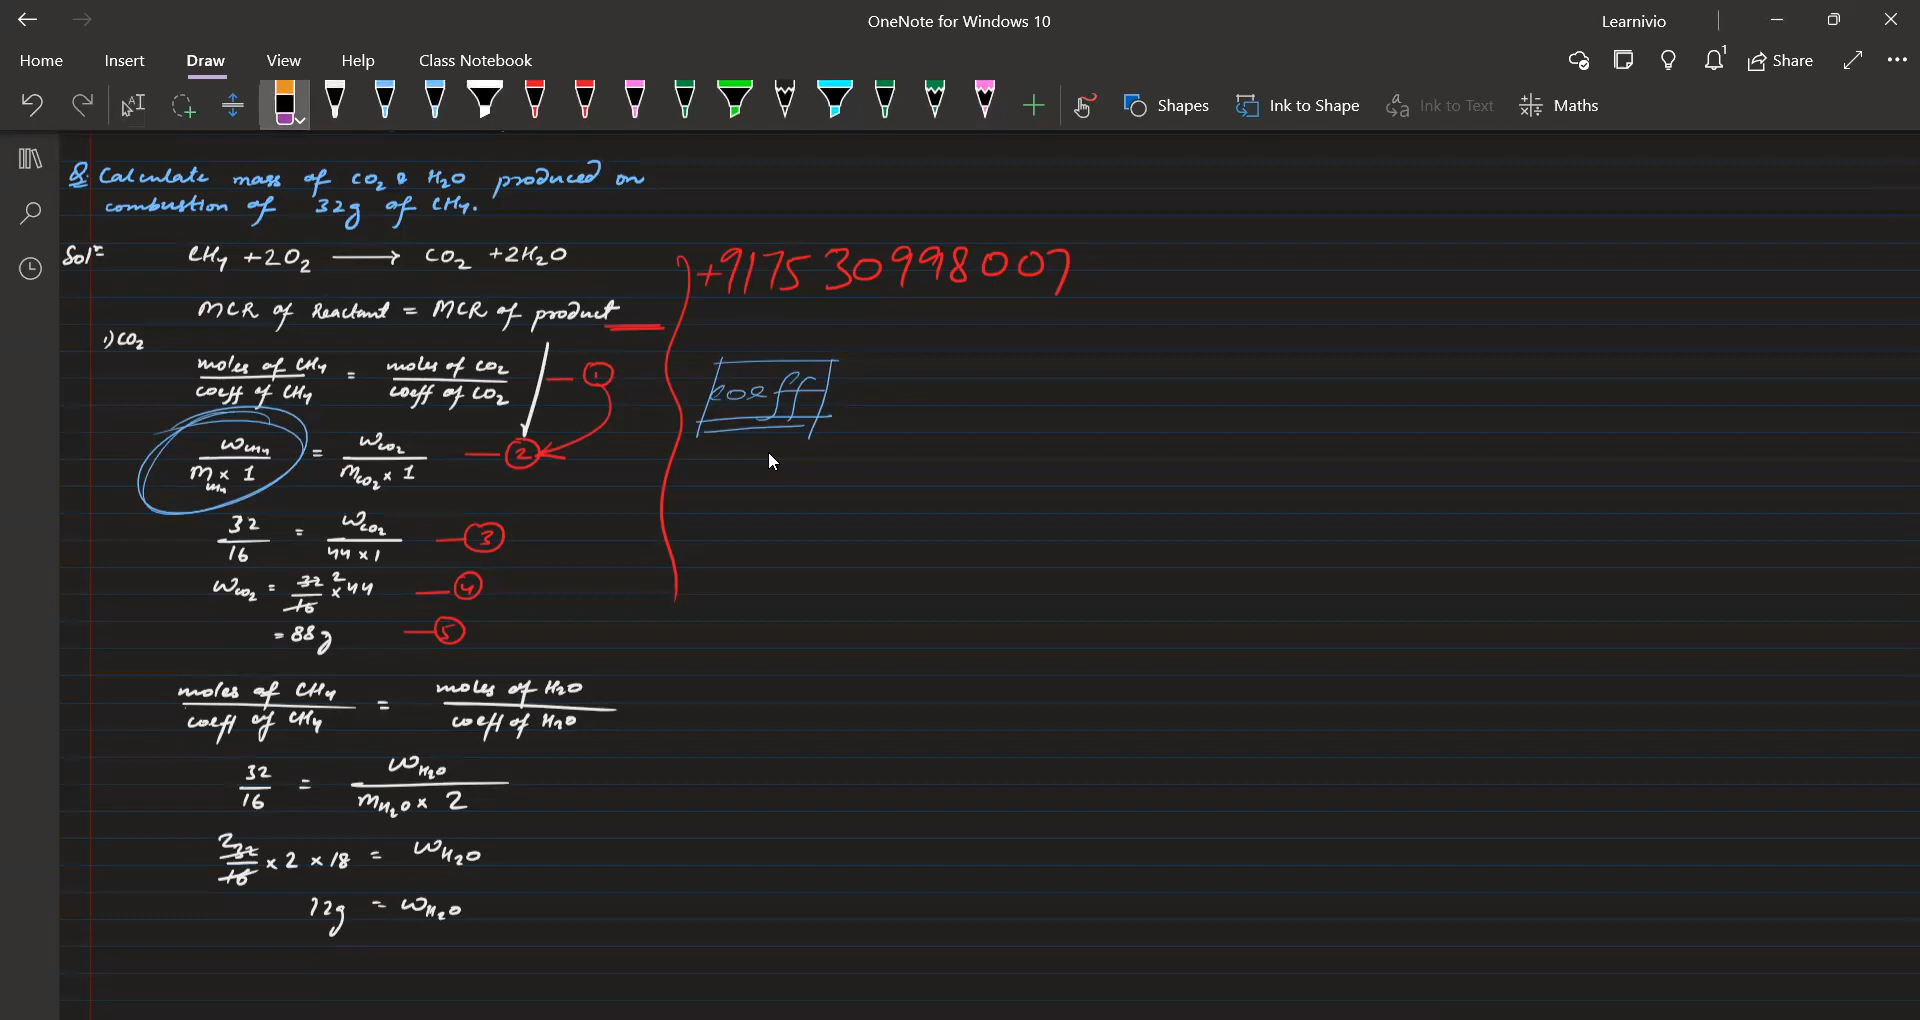 OneNote for Windows 10
Learnivio
Home Insert Draw View Help Class Notebook
1
Share
Shapes Ink to Shape Ink to Text Maths
Q. Calculate mass of CO2 & H2O produced on
combustion of 32g of CH4.
Solⁿ
CH4 + 2O2 ⟶ CO2 + 2H2O
+917530998007
MCR of Reactant = MCR of product
i) CO2
moles of CH4 / coeff of CH4 = moles of CO2 / coeff of CO2 — ①
coeff
wCH4 / mCH4 × 1 = wCO2 / mCO2 × 1 — ②
32 / 16 = wCO2 / 44 × 1 — ③
wCO2 = 32 / 16 2 × 44 — ④
= 88g — ⑤
moles of CH4 / coeff of CH4 = moles of H2O / coeff of H2O
32 / 16 = wH2O / mH2O × 2
2 32 / 16 × 2 × 18 = wH2O
72g = wH2O